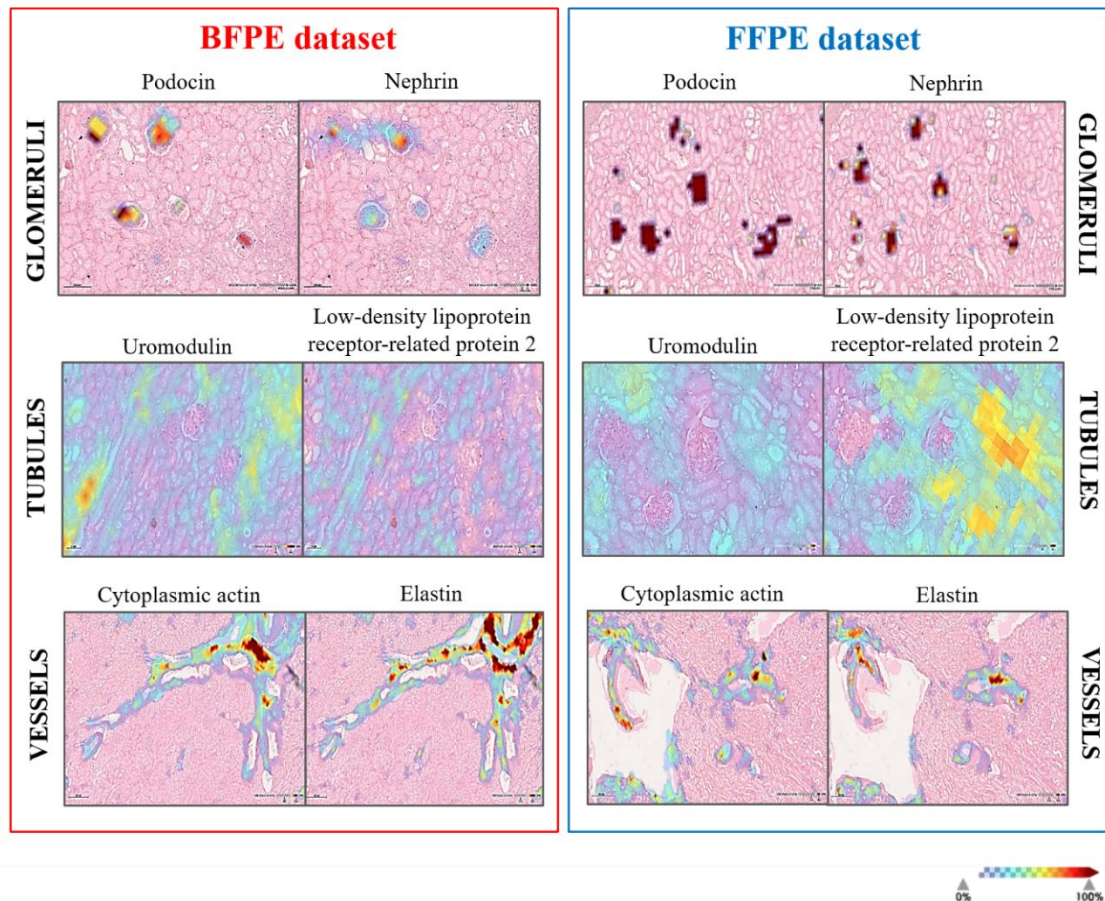 BFPE dataset
Podocin
Nephrin
GLOMERULI
Uromodulin
Low-density lipoprotein
receptor-related protein 2
TUBULES
Cytoplasmic actin
Elastin
VESSELS
FFPE dataset
Podocin
Nephrin
GLOMERULI
Uromodulin
Low-density lipoprotein
receptor-related protein 2
TUBULES
Cytoplasmic actin
Elastin
VESSELS
0%
100%